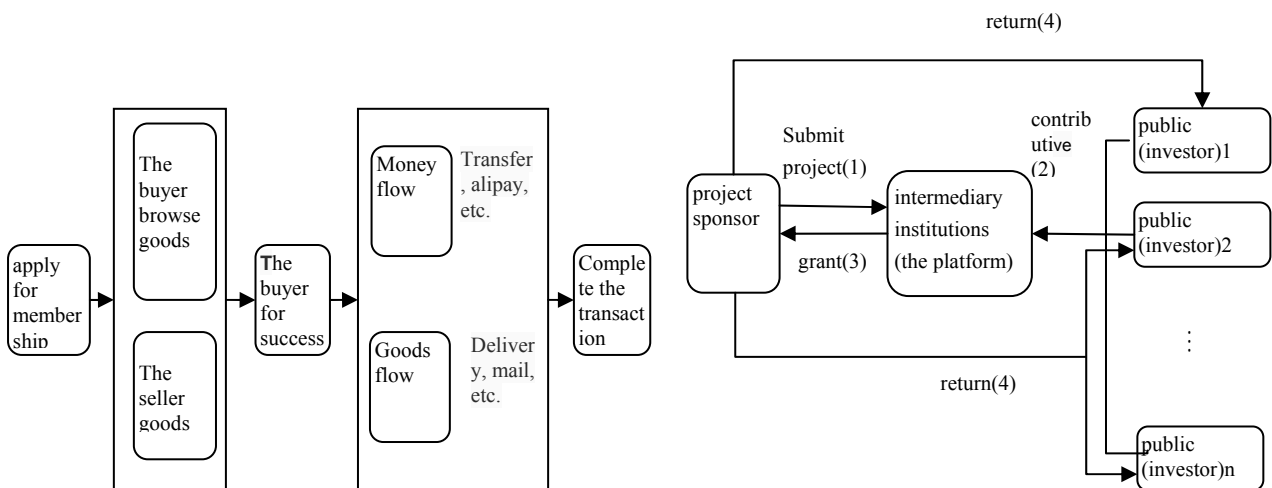 apply
for
member
ship
The
buyer
browse
goods
The
seller
goods
The
buyer
for
success
Money
flow
Transfer
, alipay,
etc.
Goods
flow
Deliver
y, mail,
etc.
Comple
te the
transact
ion
return(4)
project
sponsor
Submit
project(1)
grant(3)
intermediary
institutions
(the platform)
contrib
utive
(2)
public
(investor)1
public
(investor)2
⋮
public
(investor)n
return(4)